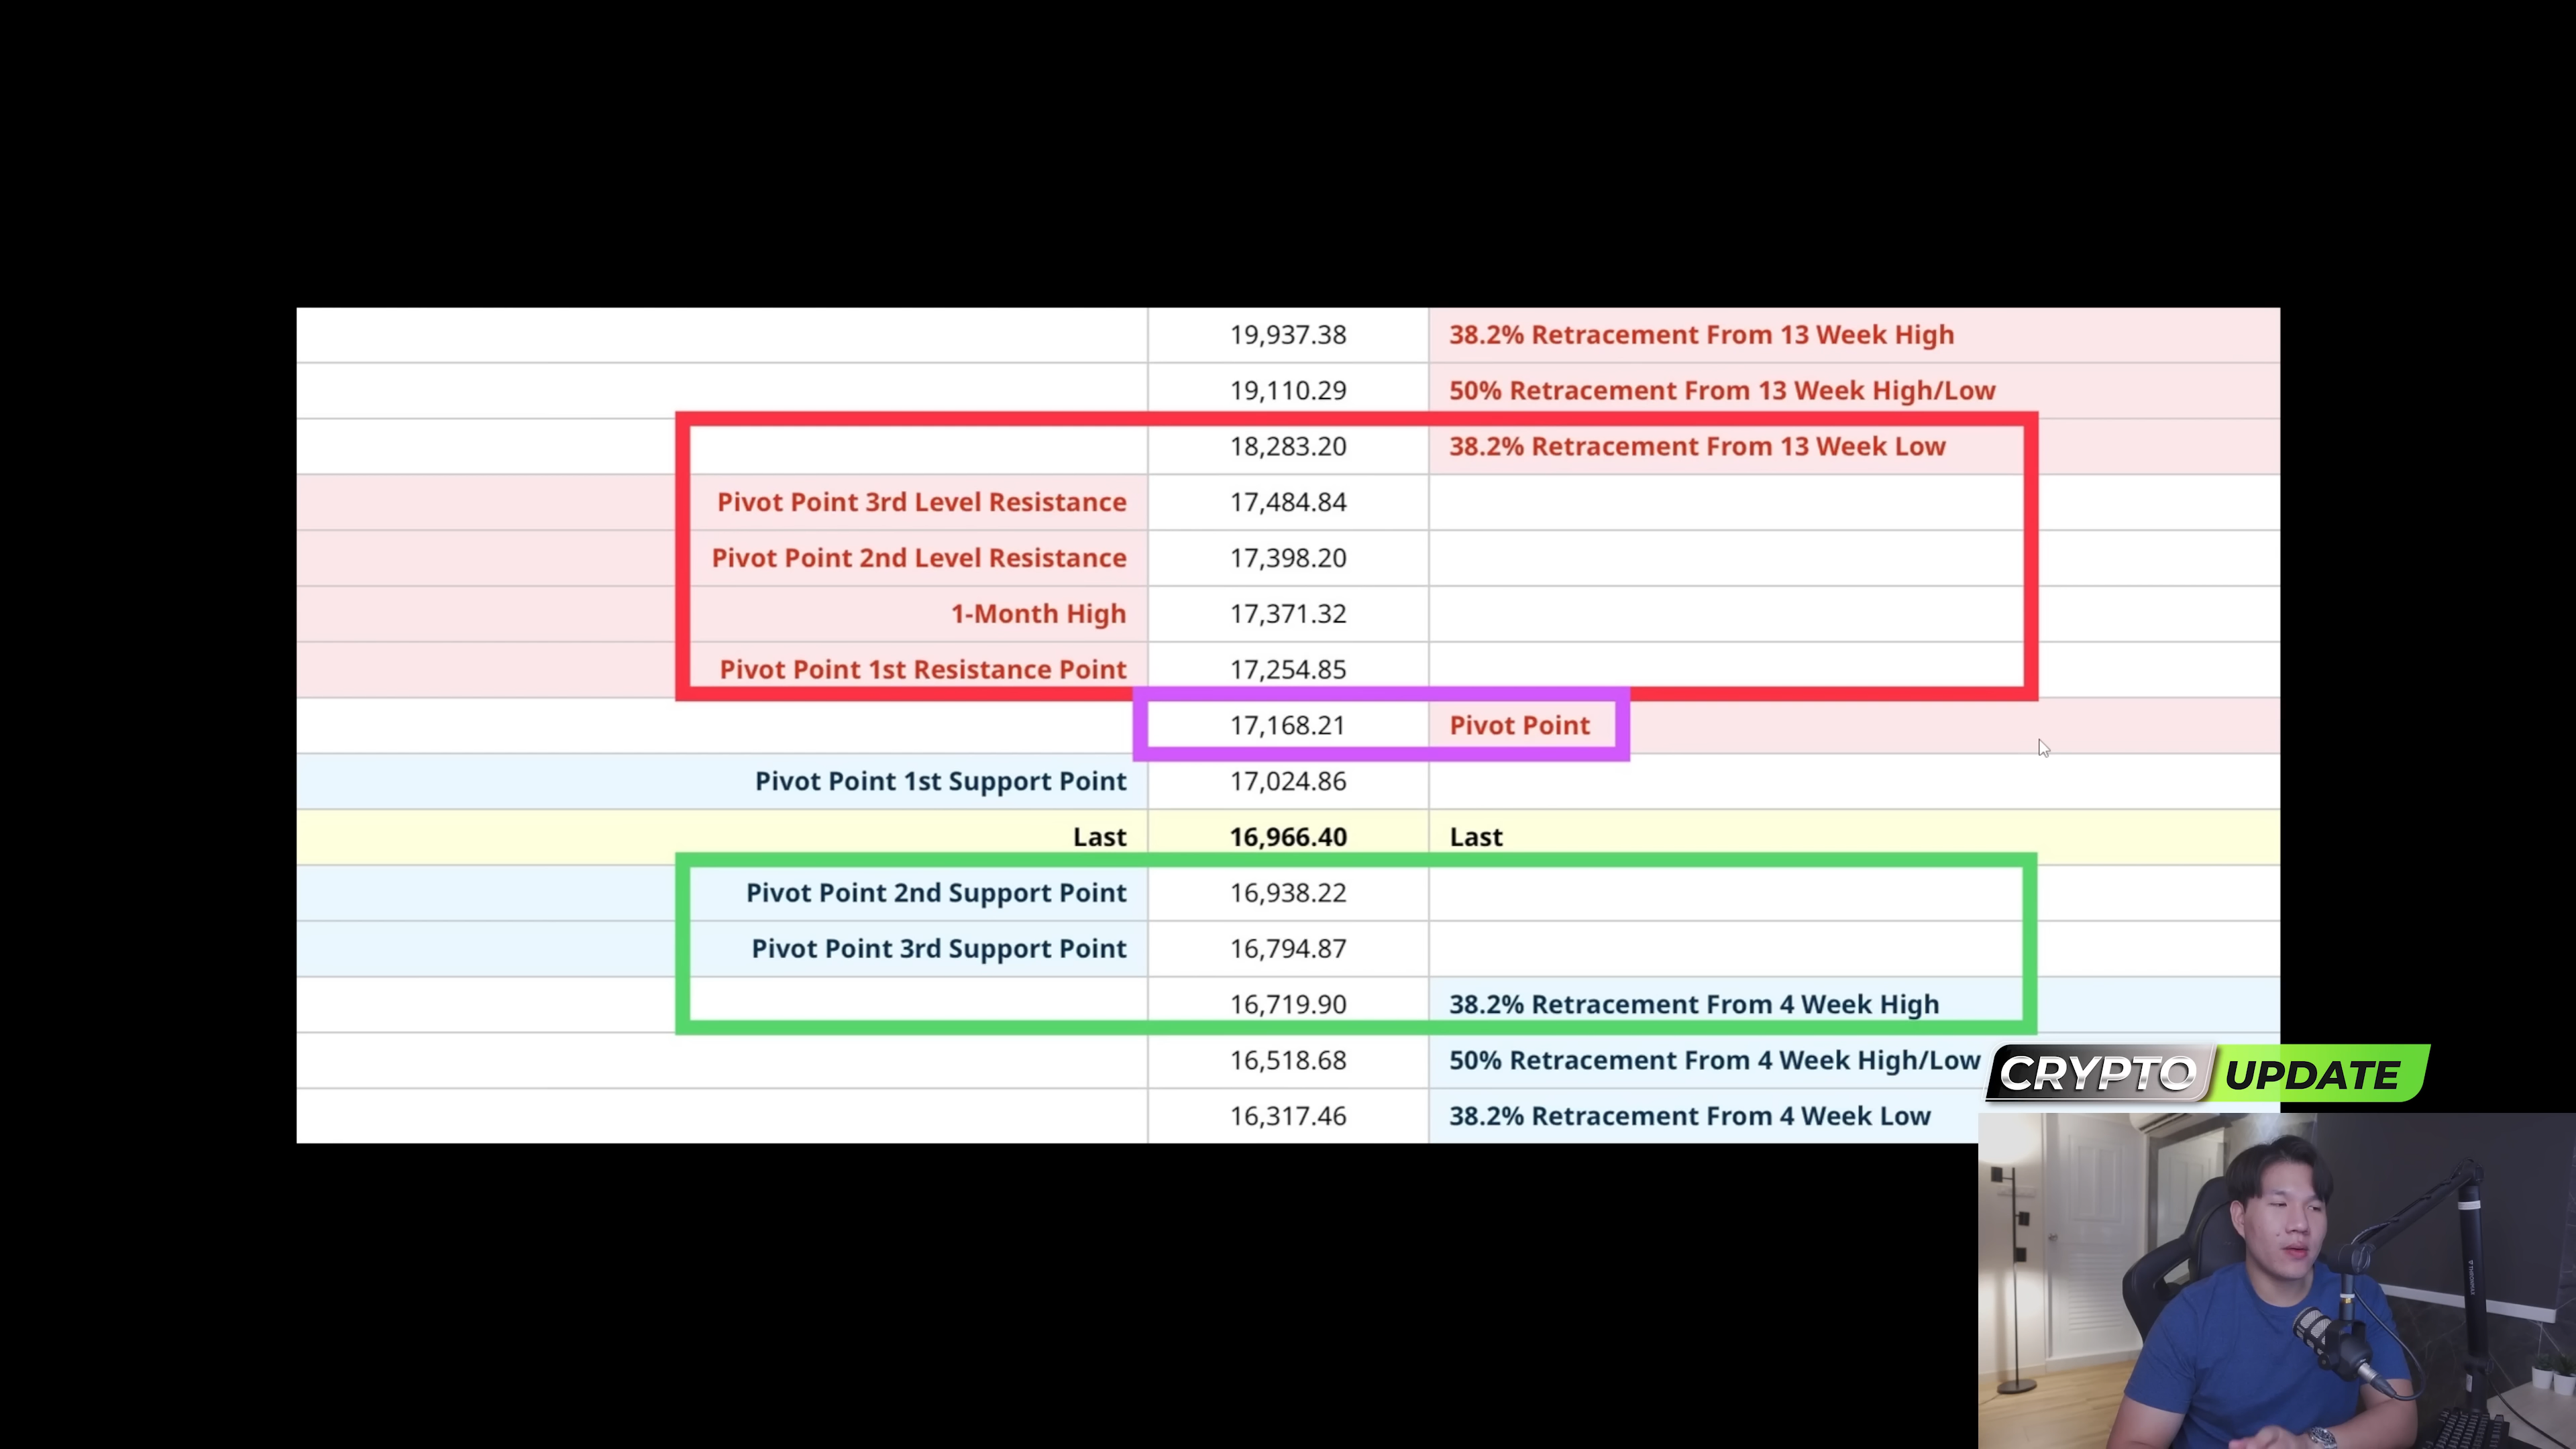 19,937.38 38.2% Retracement From 13 Week High
19,110.29 50% Retracement From 13 Week High/Low
18,283.20 38.2% Retracement From 13 Week Low
Pivot Point 3rd Level Resistance 17,484.84
Pivot Point 2nd Level Resistance 17,398.20
1-Month High 17,371.32
Pivot Point 1st Resistance Point 17,254.85
17,168.21 Pivot Point
Pivot Point 1st Support Point 17,024.86
Last 16,966.40 Last
Pivot Point 2nd Support Point 16,938.22
Pivot Point 3rd Support Point 16,794.87
16,719.90 38.2% Retracement From 4 Week High
16,518.68 50% Retracement From 4 Week High/Low
16,317.46 38.2% Retracement From 4 Week Low
CRYPTO UPDATE